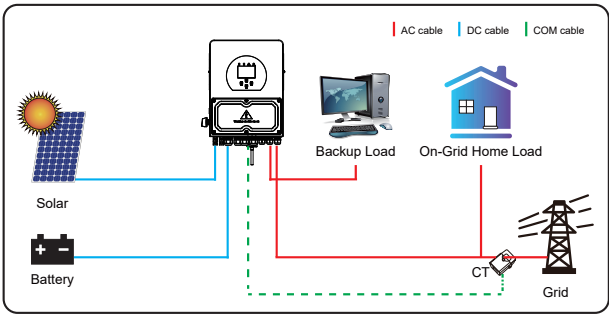 AC cable
DC cable
COM cable
Backup Load
On-Grid Home Load
Solar
Battery
CT
Grid